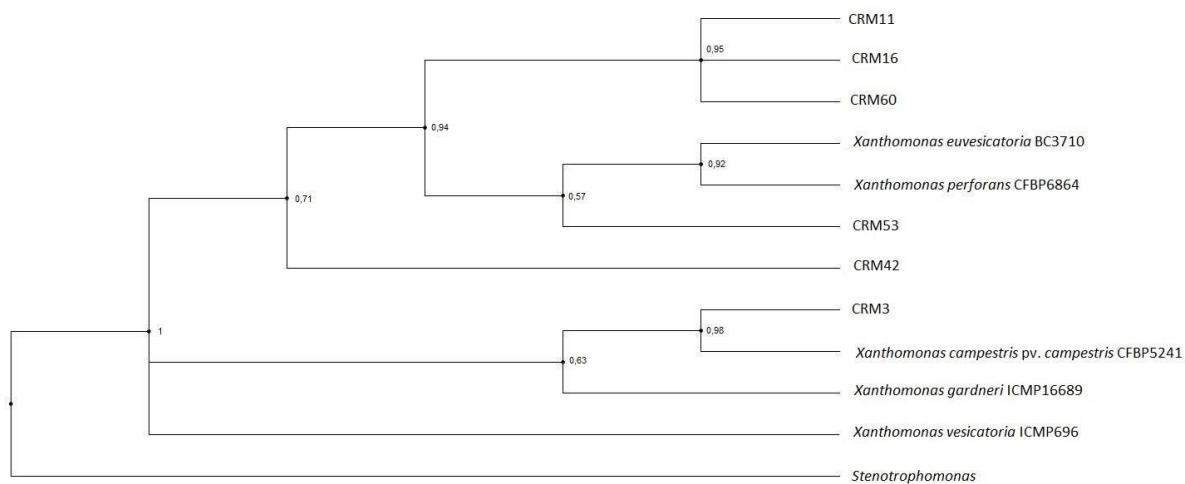 CRM11
0,95
CRM16
CRM60
0,94
Xanthomonas euvesicatoria BC3710
0,92
Xanthomonas perforans CFBP6864
0,57
0,71
CRM53
CRM42
CRM3
1
0,98
Xanthomonas campestris pv. campestris CFBP5241
0,63
Xanthomonas gardneri ICMP16689
Xanthomonas vesicatoria ICMP696
Stenotrophomonas